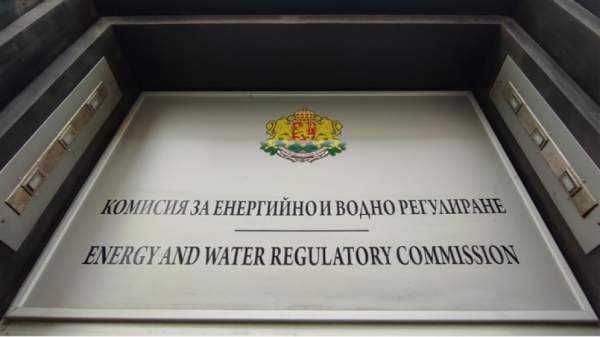 КОМИСИЯ ЗА ЕНЕРГИЙНО И ВОДНО РЕГУЛИРАНЕ
ENERGY AND WATER REGULATORY COMMISSION